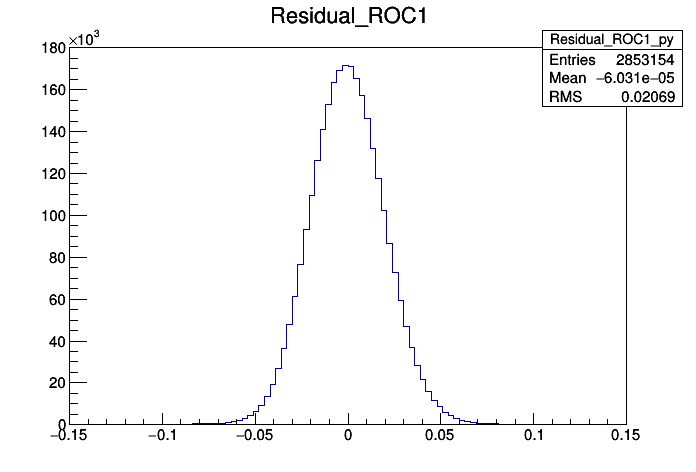 Residual_ROC1
×10³
Residual_ROC1_py
Entries 2853154
Mean −6.031e−05
RMS 0.02069
180
160
140
120
100
80
60
40
20
0
−0.15 −0.1 −0.05 0 0.05 0.1 0.15